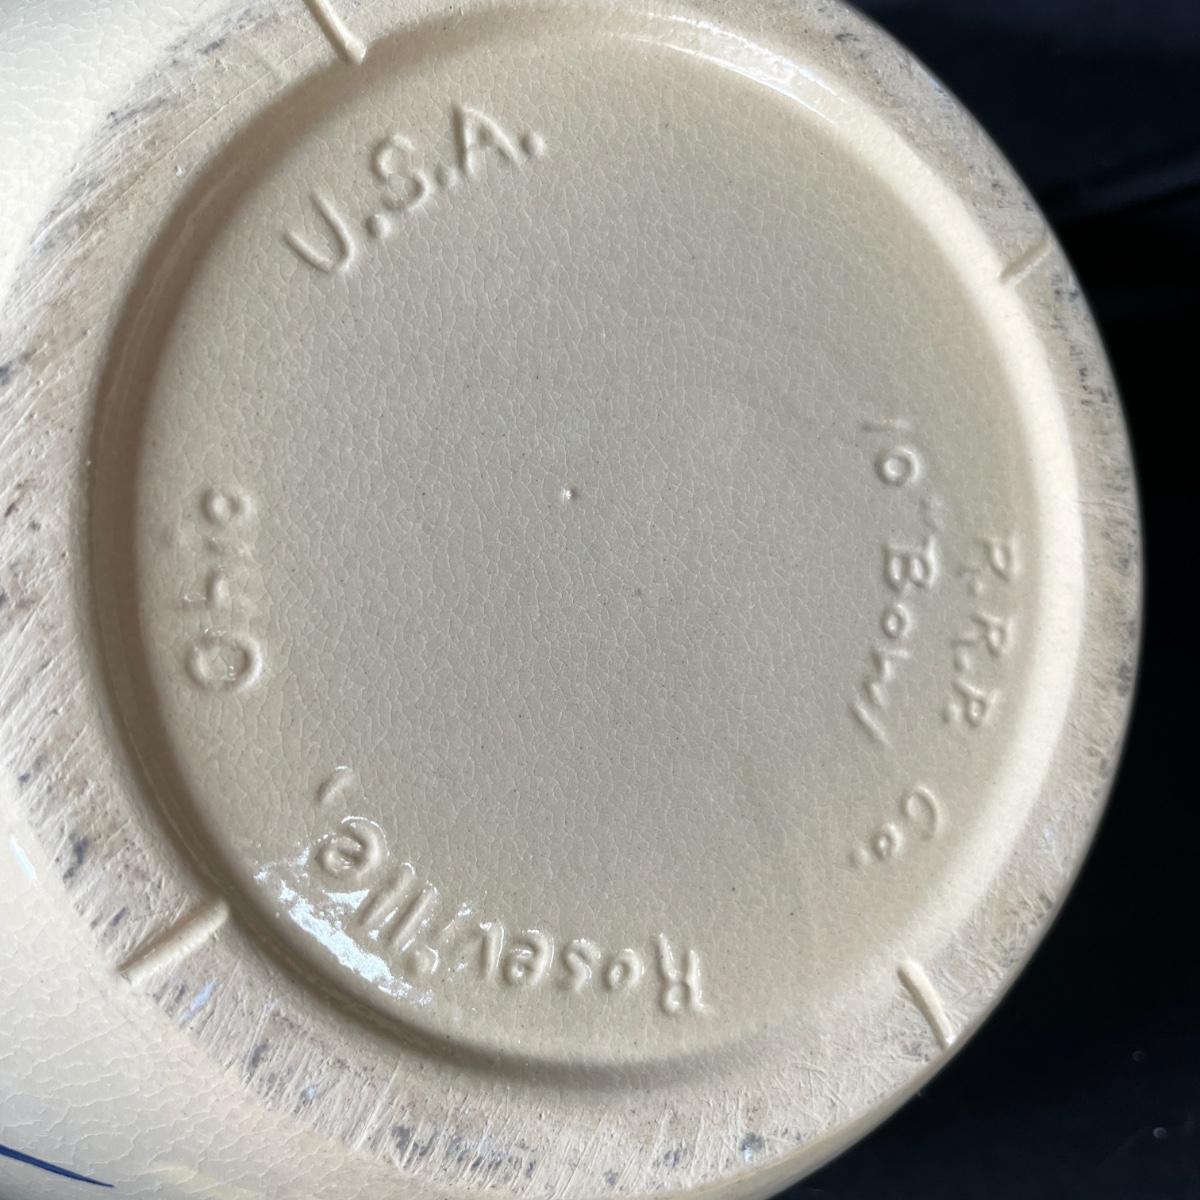 R.R.P. Co.
Roseville,
Ohio
U.S.A.
10" Bowl